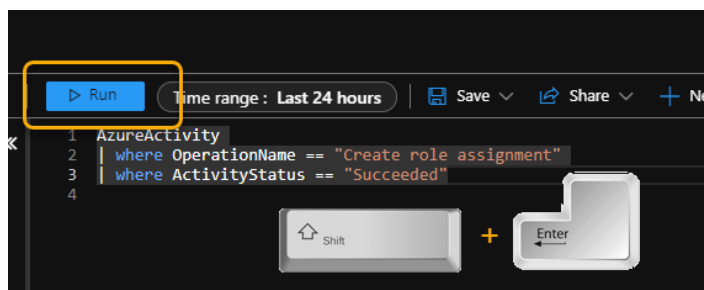 Run
Time range : Last 24 hours
Save
Share
1 AzureActivity
2 | where OperationName == "Create role assignment"
3 | where ActivityStatus == "Succeeded"
4
Shift
+
Enter